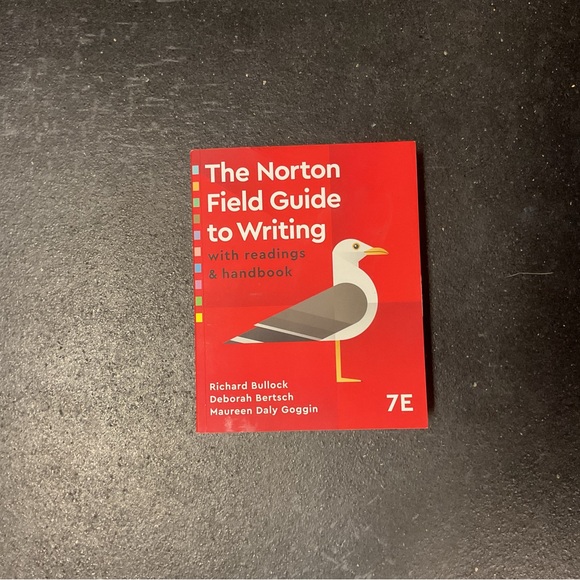 The Norton
Field Guide
to Writing
with readings
& handbook
Richard Bullock
Deborah Bertsch
Maureen Daly Goggin
7E